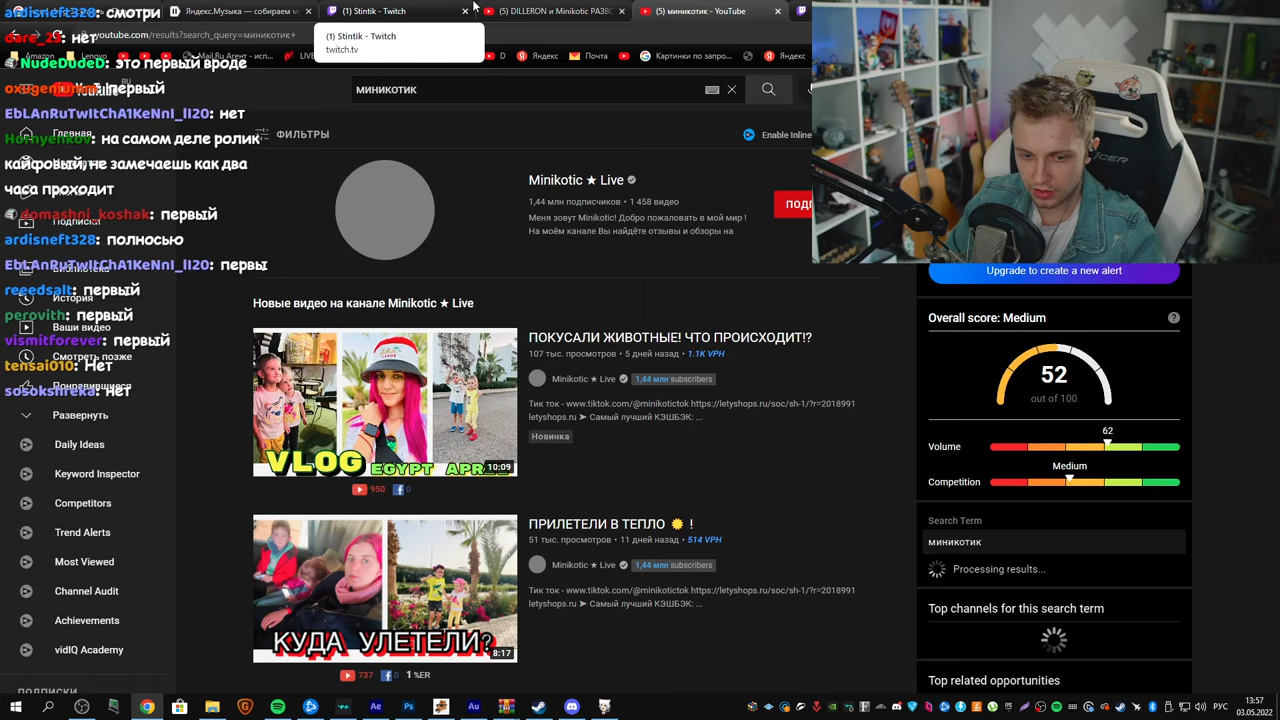 Яндекс.Музыка — собираем м
(1) Stintik - Twitch
(5) DILLERON и Minikotic РАЗВО
(5) миникотик - YouTube
(1) Stintik - Twitch
twitch.tv
youtube.com/results?search_query=миникотик+
Amazon
Lenovo
Mail.Ru Агент - исп...
LIVE
D
Яндекс
Почта
Картинки по запро...
ardisneft328: смотри
dare_25: нет
NudeDudeD: это первый вроде
первый
EbLAnRuTwItChA1KeNnI_lI20: нет
Hornyenkov: на самом деле ролик
кайфовый, не замечаешь как два
часа проходит
domashni_koshak: первый
ardisneft328: полносью
EbLAnRuTwItChA1KeNnI_lI20: первы
reeedsalt: первый
perovith: первый
vismitforever: первый
tensai010: Нет
sosokshreka: нет
RU
миникотик
Главная
Подписки
Библиотека
История
Ваши видео
Смотреть позже
Понравившиеся
Развернуть
Daily Ideas
Keyword Inspector
Competitors
Trend Alerts
Most Viewed
Channel Audit
Achievements
vidIQ Academy
ПОДПИСКИ
ФИЛЬТРЫ
Enable Inline
Minikotic ★ Live
1,44 млн подписчиков • 1 458 видео
Меня зовут Minikotic! Добро пожаловать в мой мир !
На моём канале Вы найдёте отзывы и обзоры на
ПОДП
Новые видео на канале Minikotic ★ Live
VLOG EGYPT
10:09
950
0
ПОКУСАЛИ ЖИВОТНЫЕ! ЧТО ПРОИСХОДИТ!?
107 тыс. просмотров • 5 дней назад • 1.1K VPH
Minikotic ★ Live 1,44 млн subscribers
Тик ток - www.tiktok.com/@minikotictok https://letyshops.ru/soc/sh-1/?r=2018991
letyshops.ru ➤ Самый лучший КЭШБЭК: ...
Новинка
КУДА УЛЕТЕЛИ?
8:17
737
0
1 %ER
ПРИЛЕТЕЛИ В ТЕПЛО ☀ !
51 тыс. просмотров • 11 дней назад • 514 VPH
Minikotic ★ Live 1,44 млн subscribers
Тик ток - www.tiktok.com/@minikotictok https://letyshops.ru/soc/sh-1/?r=2018991
letyshops.ru ➤ Самый лучший КЭШБЭК: ...
Upgrade to create a new alert
Overall score: Medium
52
out of 100
62
Volume
Medium
Competition
Search Term
миникотик
Processing results...
Top channels for this search term
Top related opportunities
РУС
13:57
03.05.2022